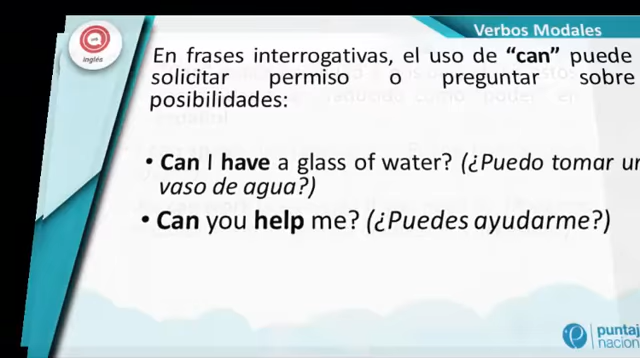 Verbos Modales
Inglés
En frases interrogativas, el uso de “can” puede
solicitar permiso o preguntar sobre
posibilidades:
• Can I have a glass of water? (¿Puedo tomar un
vaso de agua?)
• Can you help me? (¿Puedes ayudarme?)
puntaj
nacion